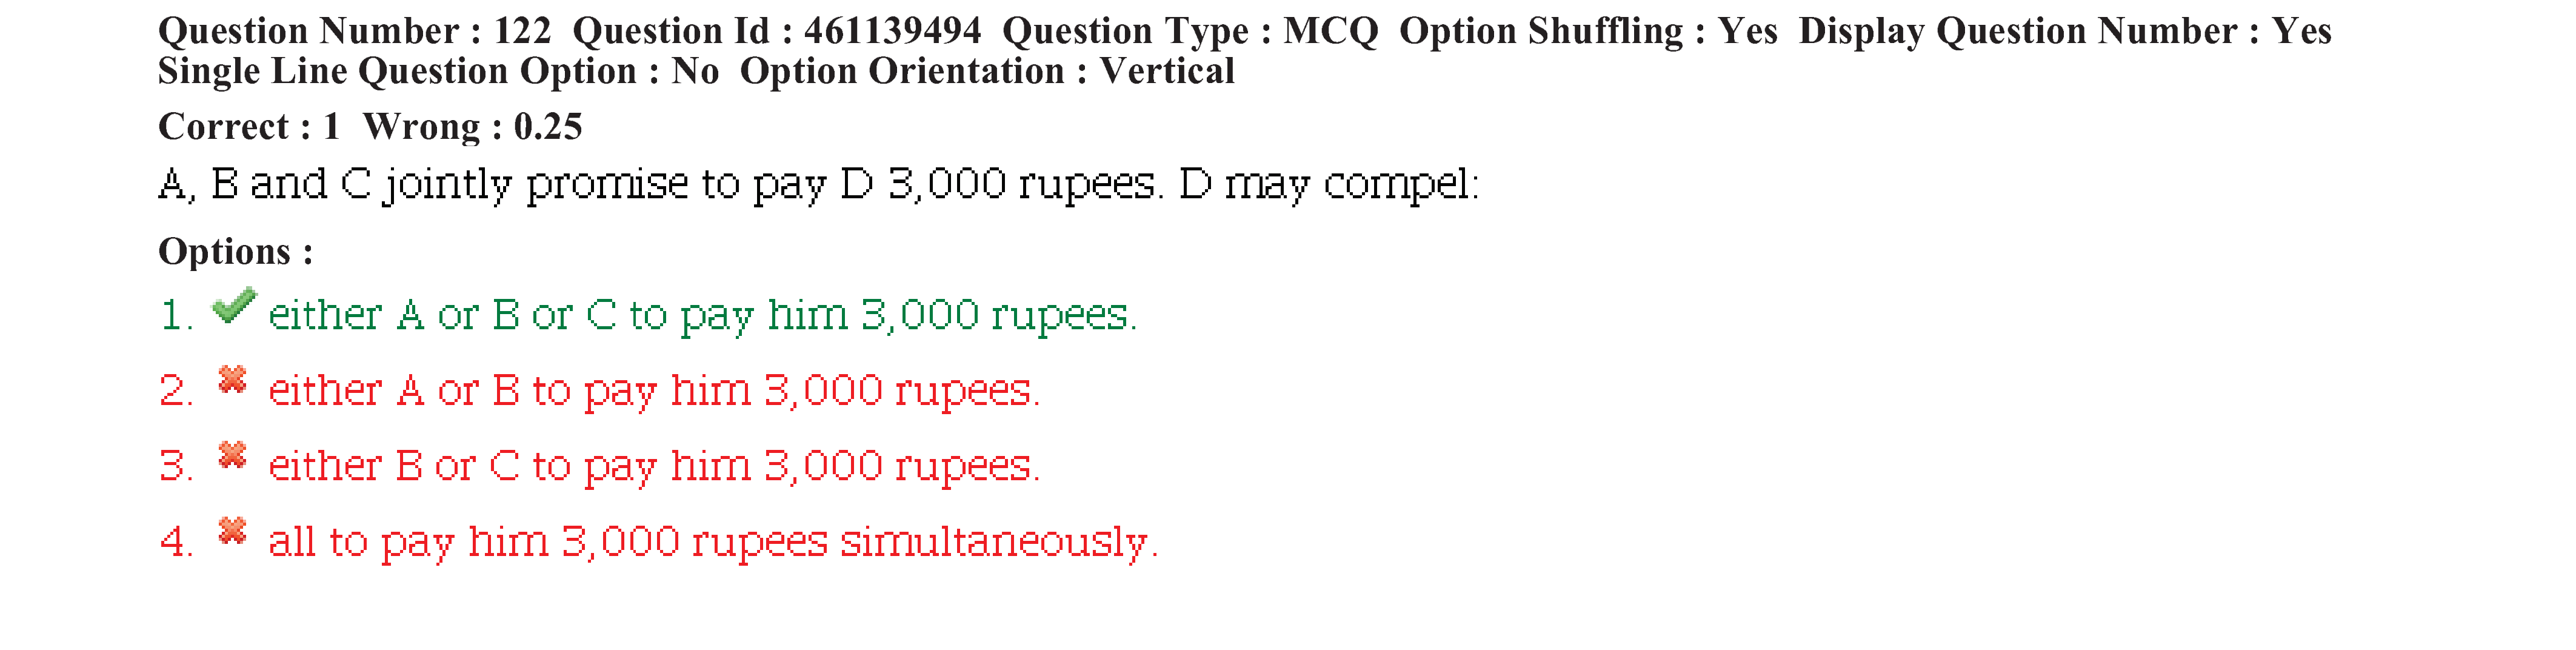 Question Number : 122 Question Id : 461139494 Question Type : MCQ Option Shuffling : Yes Display Question Number : Yes
Single Line Question Option : No Option Orientation : Vertical
Correct : 1 Wrong : 0.25
A, B and C jointly promise to pay D 3,000 rupees. D may compel:
Options :
1. either A or B or C to pay him 3,000 rupees.
2. either A or B to pay him 3,000 rupees.
3. either B or C to pay him 3,000 rupees.
4. all to pay him 3,000 rupees simultaneously.